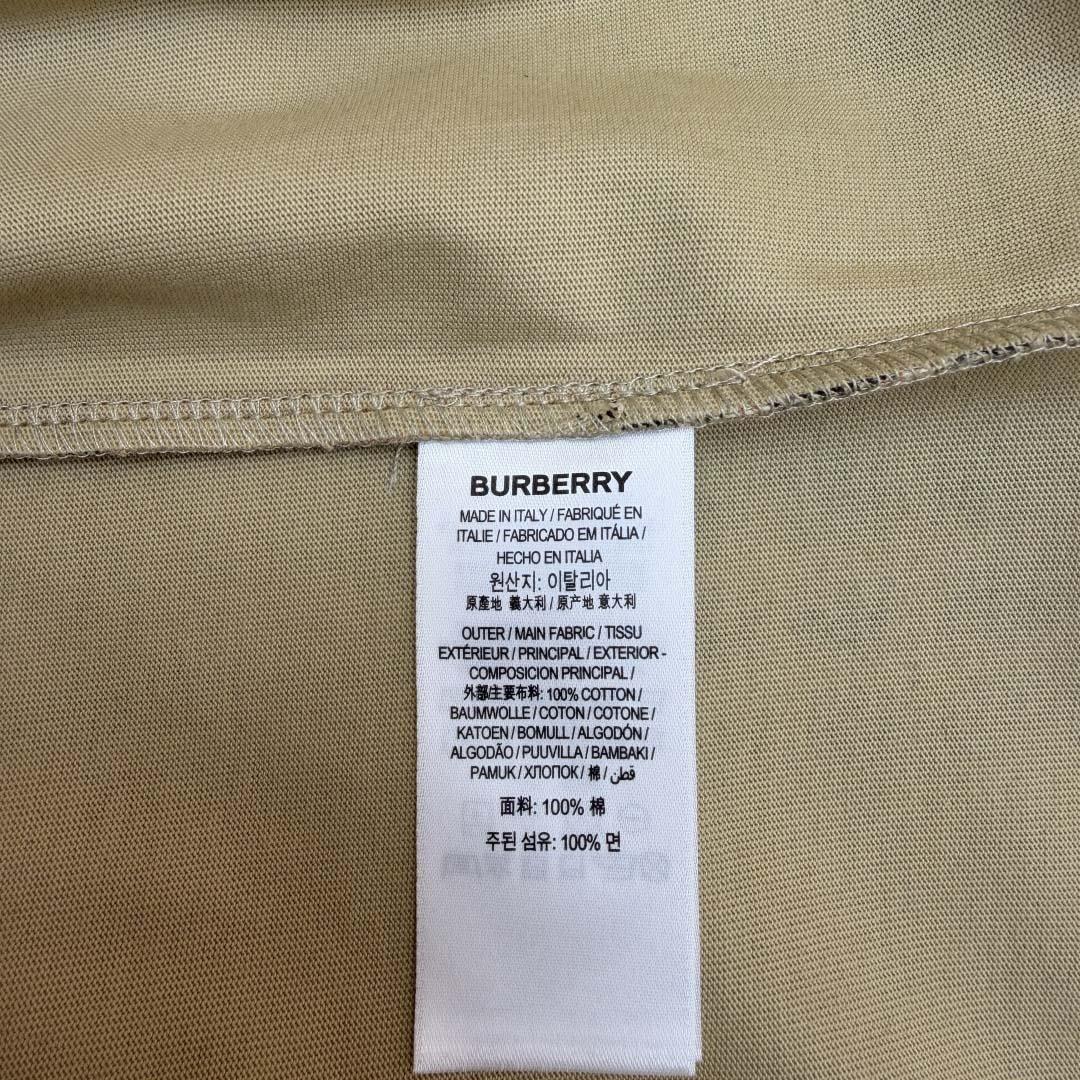 BURBERRY
MADE IN ITALY / FABRIQUÉ EN
ITALIE / FABRICADO EM ITÁLIA /
HECHO EN ITALIA
원산지: 이탈리아
原產地 義大利 / 原产地 意大利
OUTER / MAIN FABRIC / TISSU
EXTÉRIEUR / PRINCIPAL / EXTERIOR -
COMPOSICION PRINCIPAL /
外部/主要布料: 100% COTTON /
BAUMWOLLE / COTON / COTONE /
KATOEN / BOMULL / ALGODÓN /
ALGODÃO / PUUVILLA / BAMBAKI /
PAMUK / ХЛОПОК / 棉 / قطن
面料: 100% 棉
주된 섬유: 100% 면